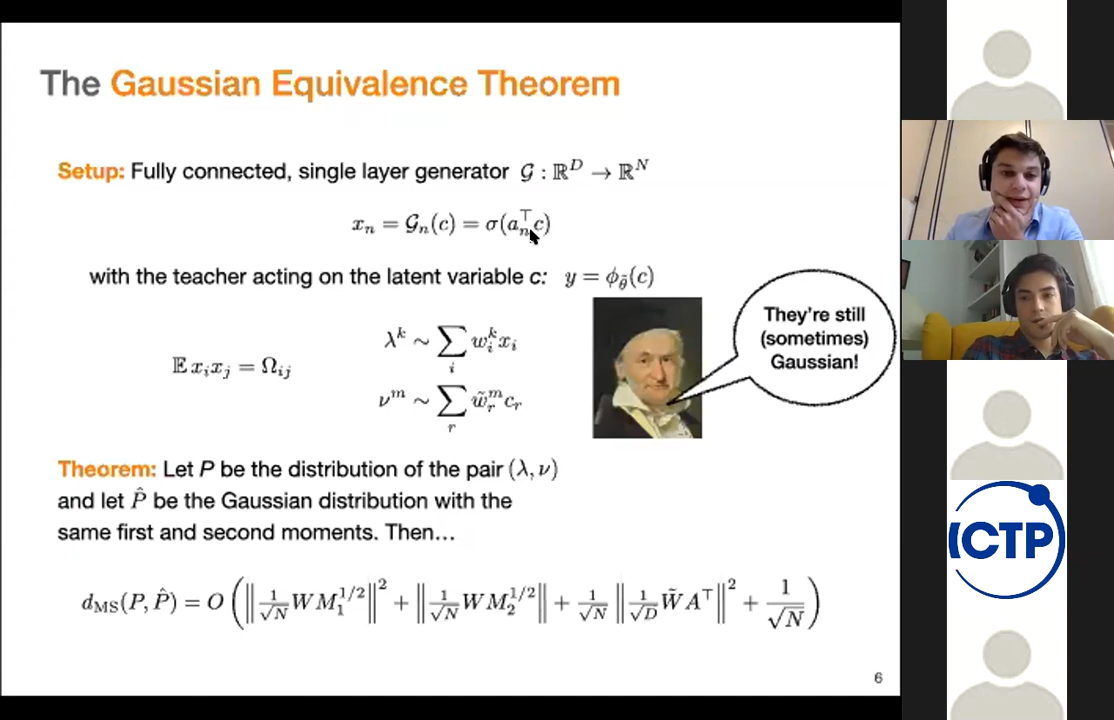 The Gaussian Equivalence Theorem
Setup: Fully connected, single layer generator 𝒢 : ℝ^D → ℝ^N
x_n = 𝒢_n(c) = σ(a_n^⊤ c)
with the teacher acting on the latent variable c: y = ϕ_θ̃(c)
𝔼 x_i x_j = Ω_ij
λ^k ∼ ∑_i w_i^k x_i
ν^m ∼ ∑_r w̃_r^m c_r
They're still
(sometimes)
Gaussian!
Theorem: Let P be the distribution of the pair (λ, ν)
and let P̂ be the Gaussian distribution with the
same first and second moments. Then…
d_MS(P, P̂) = O ( ‖ 1/√N W M_1^{1/2} ‖^2 + ‖ 1/√N W M_2^{1/2} ‖ + 1/√N ‖ 1/√D W̃ A^⊤ ‖^2 + 1/√N )
6
ICTP